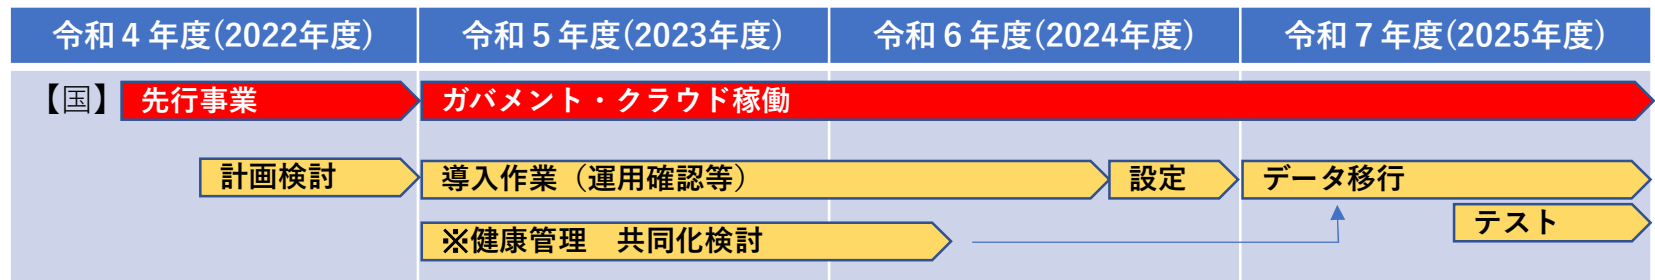 令和４年度(2022年度)
令和５年度(2023年度)
令和６年度(2024年度)
令和７年度(2025年度)
【国】
先行事業
ガバメント・クラウド稼働
計画検討
導入作業（運用確認等）
設定
データ移行
テスト
※健康管理　共同化検討